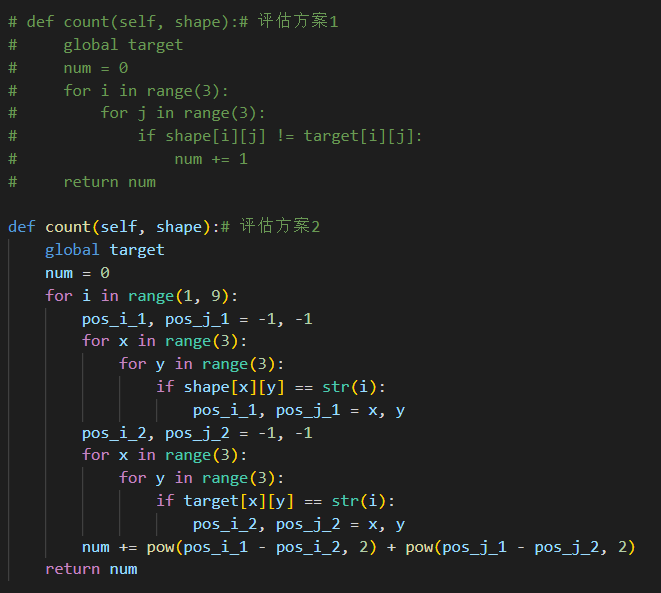 # def count(self, shape):# 评估方案1
#     global target
#     num = 0
#     for i in range(3):
#         for j in range(3):
#             if shape[i][j] != target[i][j]:
#                 num += 1
#     return num
def count(self, shape):# 评估方案2
    global target
    num = 0
    for i in range(1, 9):
        pos_i_1, pos_j_1 = -1, -1
        for x in range(3):
            for y in range(3):
                if shape[x][y] == str(i):
                    pos_i_1, pos_j_1 = x, y
        pos_i_2, pos_j_2 = -1, -1
        for x in range(3):
            for y in range(3):
                if target[x][y] == str(i):
                    pos_i_2, pos_j_2 = x, y
        num += pow(pos_i_1 - pos_i_2, 2) + pow(pos_j_1 - pos_j_2, 2)
    return num